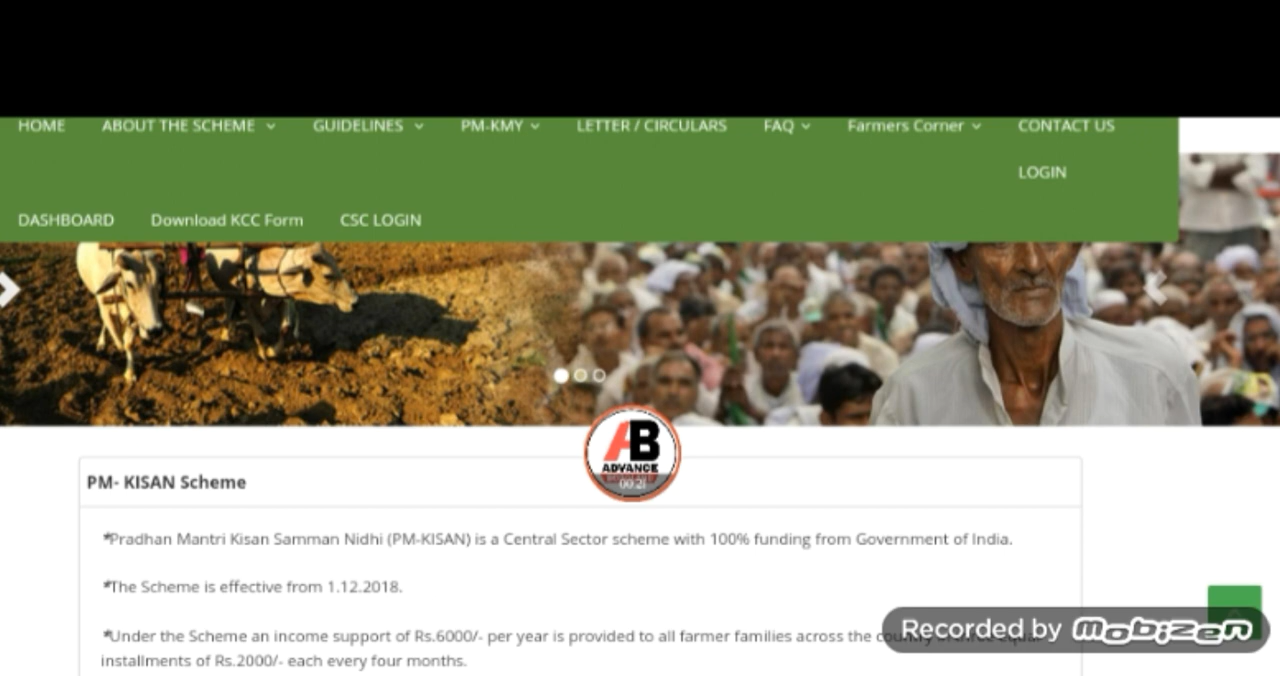 HOME ABOUT THE SCHEME GUIDELINES PM-KMY LETTER / CIRCULARS FAQ Farmers Corner CONTACT US
LOGIN
DASHBOARD Download KCC Form CSC LOGIN
AB
ADVANCE
PM- KISAN Scheme
*Pradhan Mantri Kisan Samman Nidhi (PM-KISAN) is a Central Sector scheme with 100% funding from Government of India.
*The Scheme is effective from 1.12.2018.
*Under the Scheme an income support of Rs.6000/- per year is provided to all farmer families across the country in three equal
installments of Rs.2000/- each every four months.
Recorded by Mobizen